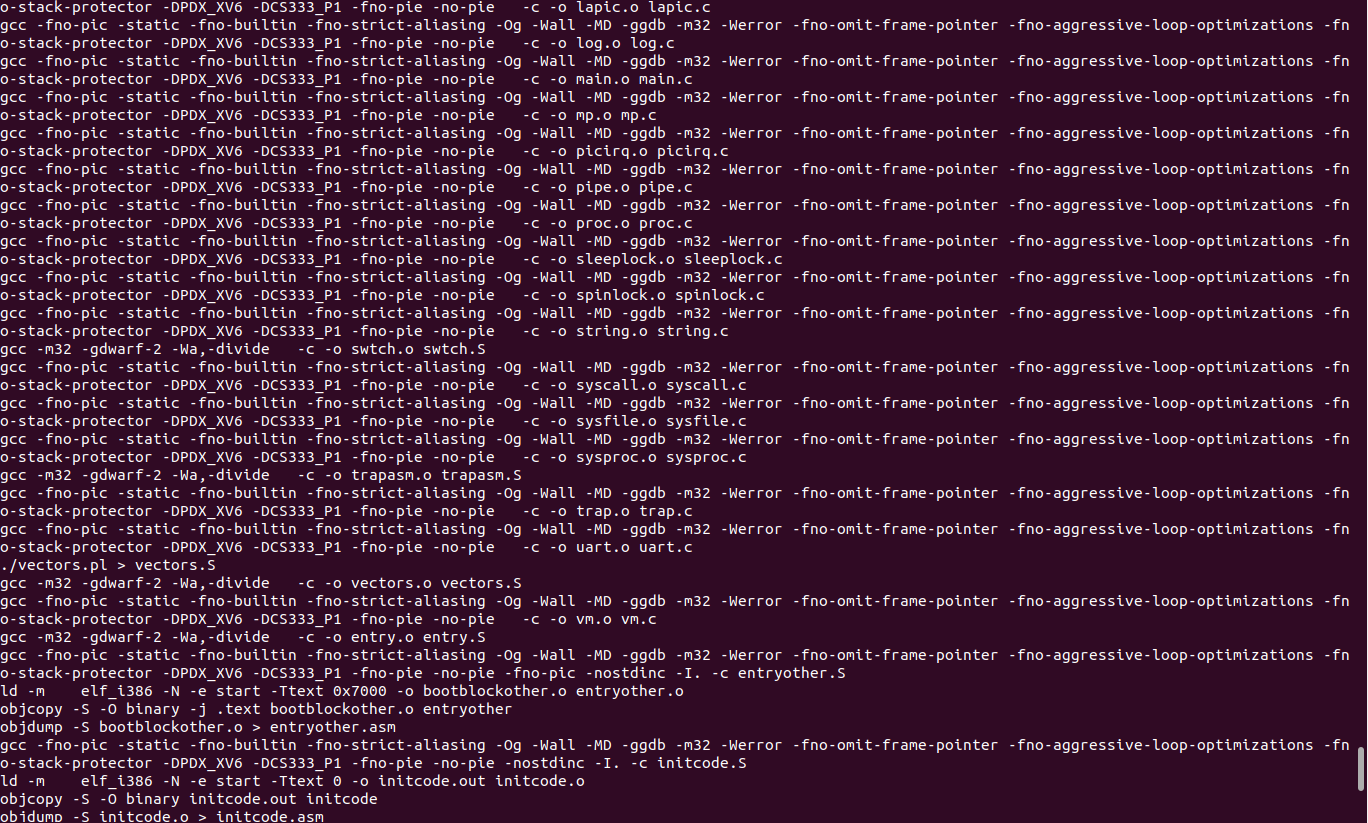 o-stack-protector -DPDX_XV6 -DCS333_P1 -fno-pie -no-pie   -c -o lapic.o lapic.c
gcc -fno-pic -static -fno-builtin -fno-strict-aliasing -Og -Wall -MD -ggdb -m32 -Werror -fno-omit-frame-pointer -fno-aggressive-loop-optimizations -fn
o-stack-protector -DPDX_XV6 -DCS333_P1 -fno-pie -no-pie   -c -o log.o log.c
gcc -fno-pic -static -fno-builtin -fno-strict-aliasing -Og -Wall -MD -ggdb -m32 -Werror -fno-omit-frame-pointer -fno-aggressive-loop-optimizations -fn
o-stack-protector -DPDX_XV6 -DCS333_P1 -fno-pie -no-pie   -c -o main.o main.c
gcc -fno-pic -static -fno-builtin -fno-strict-aliasing -Og -Wall -MD -ggdb -m32 -Werror -fno-omit-frame-pointer -fno-aggressive-loop-optimizations -fn
o-stack-protector -DPDX_XV6 -DCS333_P1 -fno-pie -no-pie   -c -o mp.o mp.c
gcc -fno-pic -static -fno-builtin -fno-strict-aliasing -Og -Wall -MD -ggdb -m32 -Werror -fno-omit-frame-pointer -fno-aggressive-loop-optimizations -fn
o-stack-protector -DPDX_XV6 -DCS333_P1 -fno-pie -no-pie   -c -o picirq.o picirq.c
gcc -fno-pic -static -fno-builtin -fno-strict-aliasing -Og -Wall -MD -ggdb -m32 -Werror -fno-omit-frame-pointer -fno-aggressive-loop-optimizations -fn
o-stack-protector -DPDX_XV6 -DCS333_P1 -fno-pie -no-pie   -c -o pipe.o pipe.c
gcc -fno-pic -static -fno-builtin -fno-strict-aliasing -Og -Wall -MD -ggdb -m32 -Werror -fno-omit-frame-pointer -fno-aggressive-loop-optimizations -fn
o-stack-protector -DPDX_XV6 -DCS333_P1 -fno-pie -no-pie   -c -o proc.o proc.c
gcc -fno-pic -static -fno-builtin -fno-strict-aliasing -Og -Wall -MD -ggdb -m32 -Werror -fno-omit-frame-pointer -fno-aggressive-loop-optimizations -fn
o-stack-protector -DPDX_XV6 -DCS333_P1 -fno-pie -no-pie   -c -o sleeplock.o sleeplock.c
gcc -fno-pic -static -fno-builtin -fno-strict-aliasing -Og -Wall -MD -ggdb -m32 -Werror -fno-omit-frame-pointer -fno-aggressive-loop-optimizations -fn
o-stack-protector -DPDX_XV6 -DCS333_P1 -fno-pie -no-pie   -c -o spinlock.o spinlock.c
gcc -fno-pic -static -fno-builtin -fno-strict-aliasing -Og -Wall -MD -ggdb -m32 -Werror -fno-omit-frame-pointer -fno-aggressive-loop-optimizations -fn
o-stack-protector -DPDX_XV6 -DCS333_P1 -fno-pie -no-pie   -c -o string.o string.c
gcc -m32 -gdwarf-2 -Wa,-divide   -c -o swtch.o swtch.S
gcc -fno-pic -static -fno-builtin -fno-strict-aliasing -Og -Wall -MD -ggdb -m32 -Werror -fno-omit-frame-pointer -fno-aggressive-loop-optimizations -fn
o-stack-protector -DPDX_XV6 -DCS333_P1 -fno-pie -no-pie   -c -o syscall.o syscall.c
gcc -fno-pic -static -fno-builtin -fno-strict-aliasing -Og -Wall -MD -ggdb -m32 -Werror -fno-omit-frame-pointer -fno-aggressive-loop-optimizations -fn
o-stack-protector -DPDX_XV6 -DCS333_P1 -fno-pie -no-pie   -c -o sysfile.o sysfile.c
gcc -fno-pic -static -fno-builtin -fno-strict-aliasing -Og -Wall -MD -ggdb -m32 -Werror -fno-omit-frame-pointer -fno-aggressive-loop-optimizations -fn
o-stack-protector -DPDX_XV6 -DCS333_P1 -fno-pie -no-pie   -c -o sysproc.o sysproc.c
gcc -m32 -gdwarf-2 -Wa,-divide   -c -o trapasm.o trapasm.S
gcc -fno-pic -static -fno-builtin -fno-strict-aliasing -Og -Wall -MD -ggdb -m32 -Werror -fno-omit-frame-pointer -fno-aggressive-loop-optimizations -fn
o-stack-protector -DPDX_XV6 -DCS333_P1 -fno-pie -no-pie   -c -o trap.o trap.c
gcc -fno-pic -static -fno-builtin -fno-strict-aliasing -Og -Wall -MD -ggdb -m32 -Werror -fno-omit-frame-pointer -fno-aggressive-loop-optimizations -fn
o-stack-protector -DPDX_XV6 -DCS333_P1 -fno-pie -no-pie   -c -o uart.o uart.c
./vectors.pl > vectors.S
gcc -m32 -gdwarf-2 -Wa,-divide   -c -o vectors.o vectors.S
gcc -fno-pic -static -fno-builtin -fno-strict-aliasing -Og -Wall -MD -ggdb -m32 -Werror -fno-omit-frame-pointer -fno-aggressive-loop-optimizations -fn
o-stack-protector -DPDX_XV6 -DCS333_P1 -fno-pie -no-pie   -c -o vm.o vm.c
gcc -m32 -gdwarf-2 -Wa,-divide   -c -o entry.o entry.S
gcc -fno-pic -static -fno-builtin -fno-strict-aliasing -Og -Wall -MD -ggdb -m32 -Werror -fno-omit-frame-pointer -fno-aggressive-loop-optimizations -fn
o-stack-protector -DPDX_XV6 -DCS333_P1 -fno-pie -no-pie -fno-pic -nostdinc -I. -c entryother.S
ld -m    elf_i386 -N -e start -Ttext 0x7000 -o bootblockother.o entryother.o
objcopy -S -O binary -j .text bootblockother.o entryother
objdump -S bootblockother.o > entryother.asm
gcc -fno-pic -static -fno-builtin -fno-strict-aliasing -Og -Wall -MD -ggdb -m32 -Werror -fno-omit-frame-pointer -fno-aggressive-loop-optimizations -fn
o-stack-protector -DPDX_XV6 -DCS333_P1 -fno-pie -no-pie -nostdinc -I. -c initcode.S
ld -m    elf_i386 -N -e start -Ttext 0 -o initcode.out initcode.o
objcopy -S -O binary initcode.out initcode
objdump -S initcode.o > initcode.asm